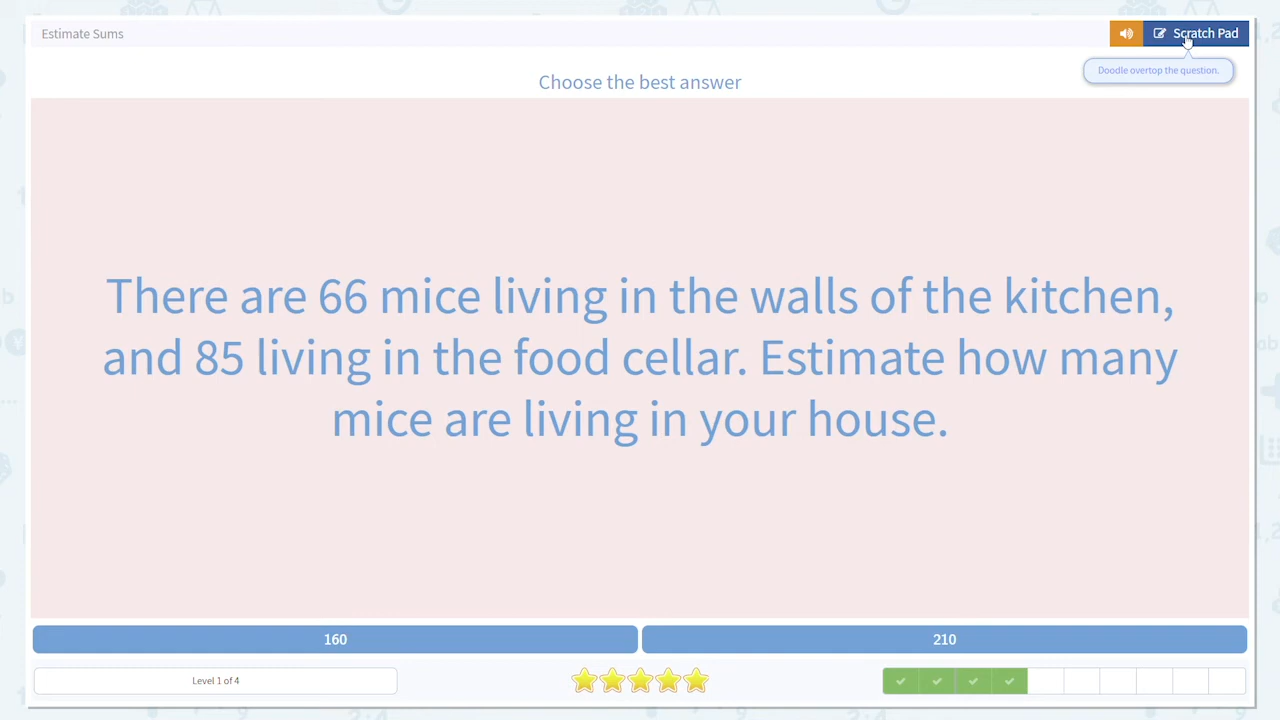 Estimate Sums
Scratch Pad
Doodle overtop the question.
Choose the best answer
There are 66 mice living in the walls of the kitchen,
and 85 living in the food cellar. Estimate how many
mice are living in your house.
160
210
Level 1 of 4